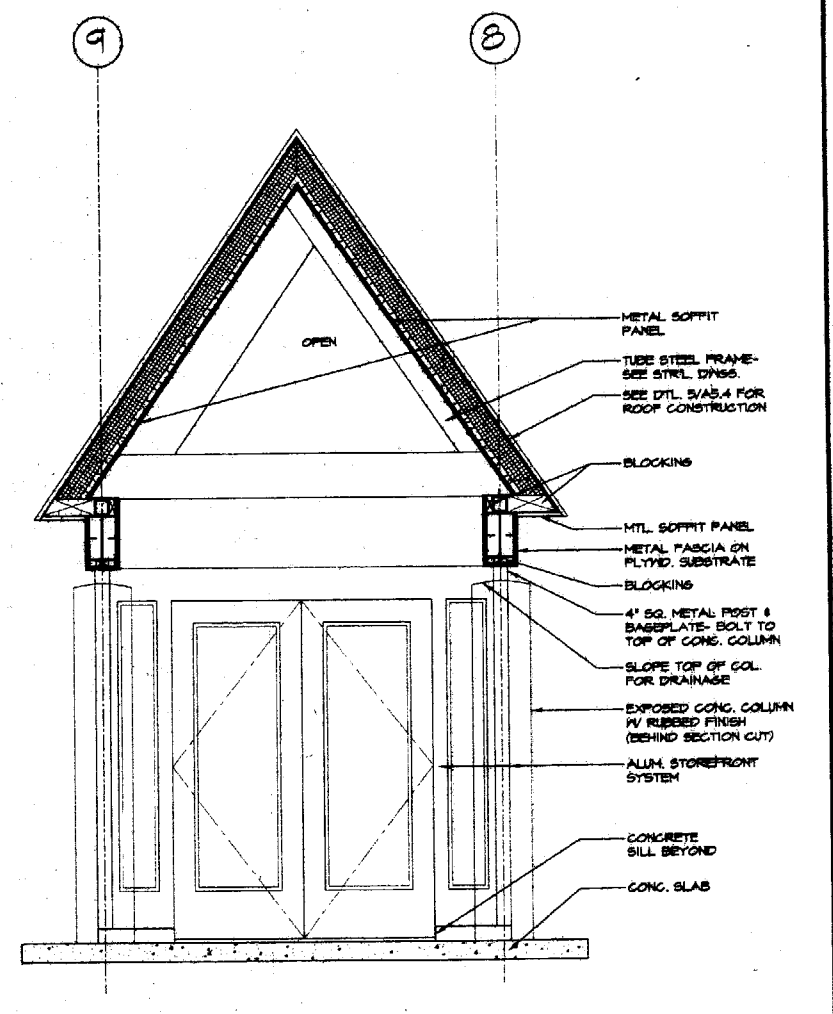 9
8
METAL SOFFIT
PANEL
OPEN
TUBE STEEL FRAME-
SEE STR'L. DWGS.
SEE DTL. 5/A5.4 FOR
ROOF CONSTRUCTION
BLOCKING
MTL. SOFFIT PANEL
METAL FASCIA ON
PLYWD. SUBSTRATE
BLOCKING
4" SQ. METAL POST &
BASEPLATE- BOLT TO
TOP OF CONC. COLUMN
SLOPE TOP OF COL.
FOR DRAINAGE
EXPOSED CONC. COLUMN
W/ RUBBED FINISH
(BEHIND SECTION CUT)
ALUM. STOREFRONT
SYSTEM
CONCRETE
SILL BEYOND
CONC. SLAB